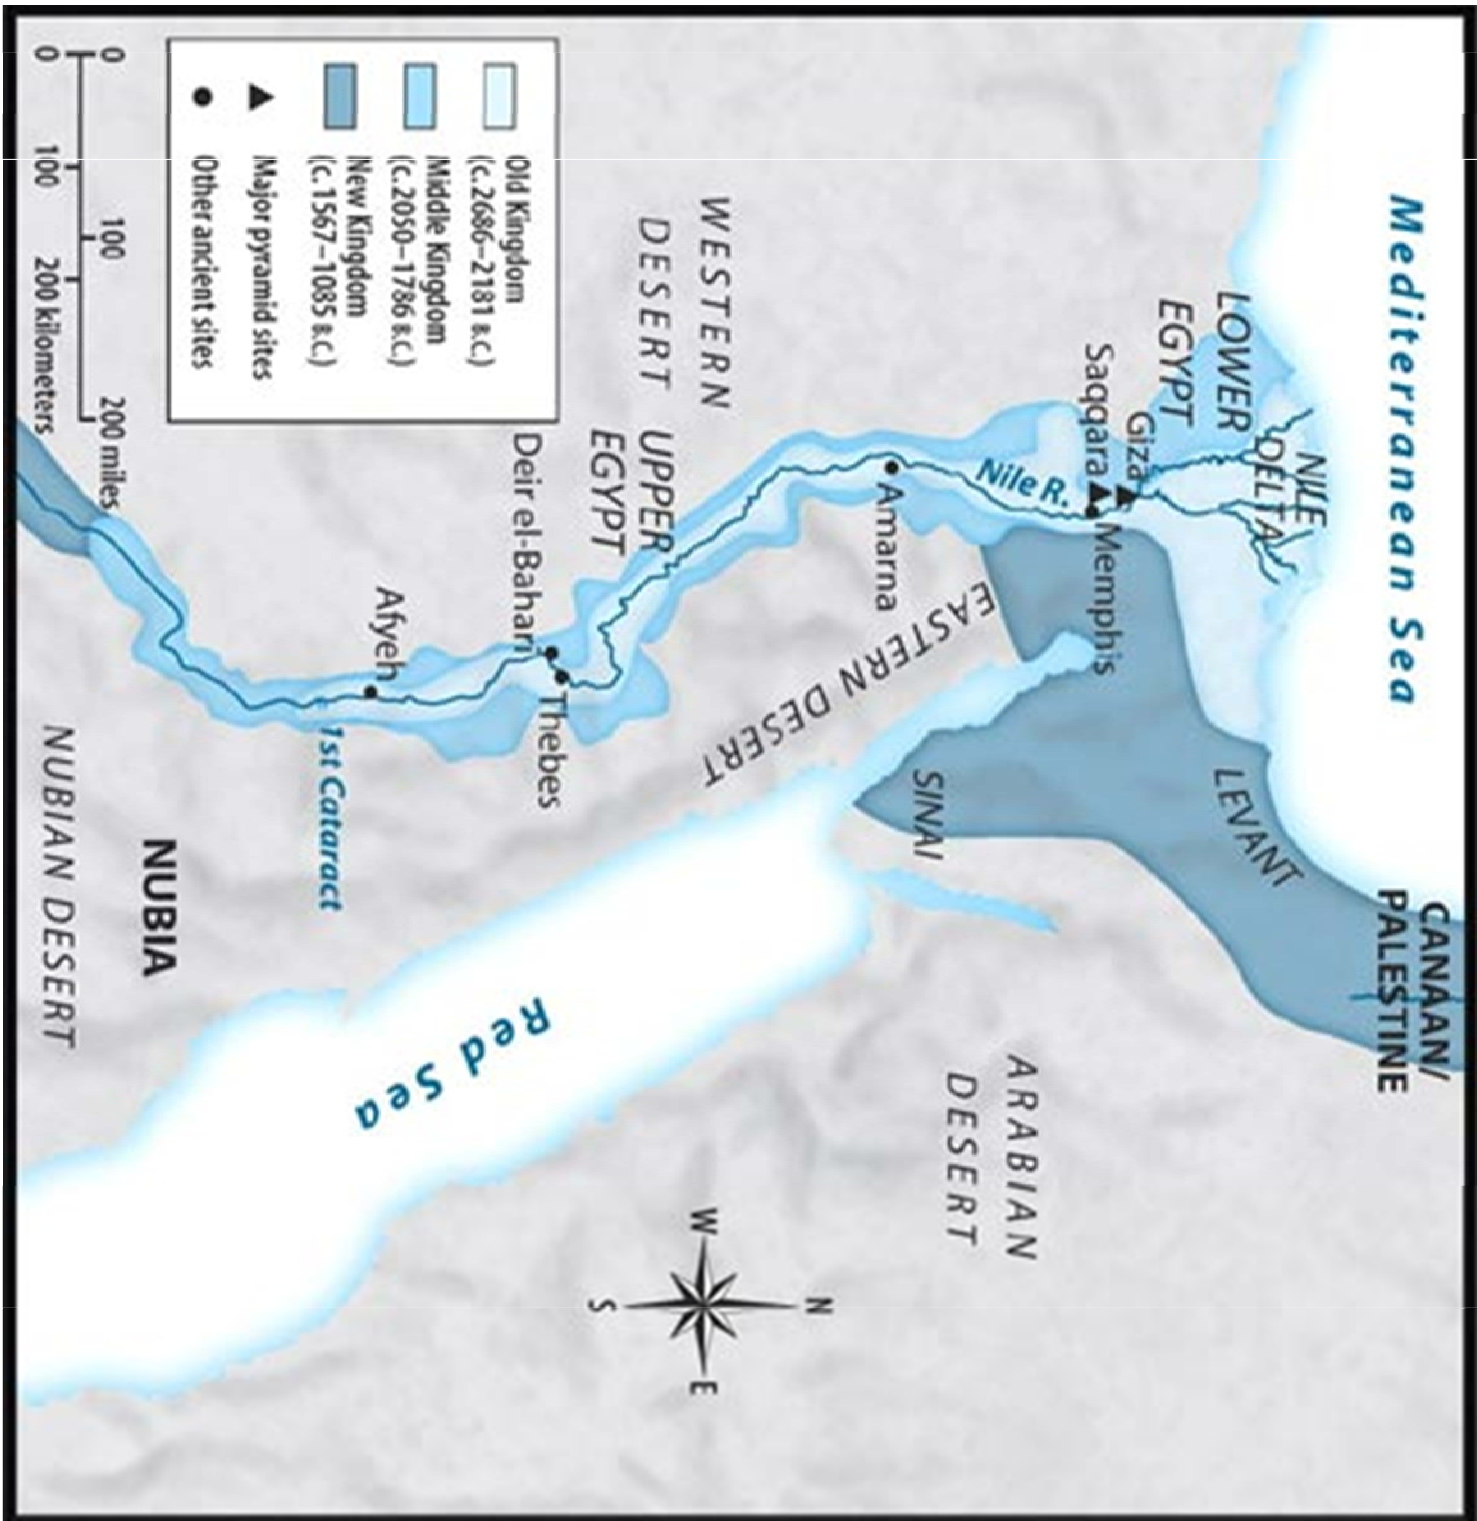 Mediterranean Sea
CANAAN/
PALESTINE
NILE
DELTA
LOWER
EGYPT
LEVANT
Giza
Saqqara
Memphis
Nile R.
SINAI
ARABIAN
DESERT
Amarna
EASTERN DESERT
WESTERN
DESERT
UPPER
EGYPT
Deir el-Bahari
Thebes
Red Sea
Afyeh
1st Cataract
NUBIA
NUBIAN DESERT
N
W
E
S
Old Kingdom
(c. 2686–2181 B.C.)
Middle Kingdom
(c. 2050–1786 B.C.)
New Kingdom
(c. 1567–1085 B.C.)
Major pyramid sites
Other ancient sites
0 100 200 miles
0 100 200 kilometers